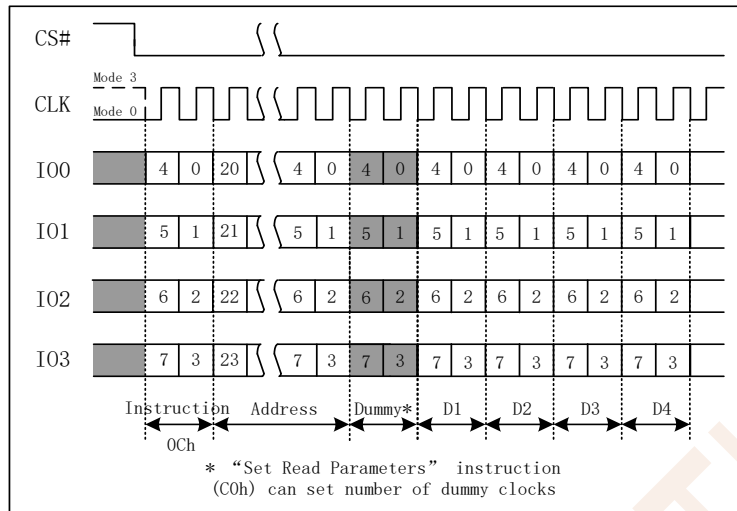 CS#
Mode 3
CLK
Mode 0
IO0 4 0 20 4 0 4 0 4 0 4 0 4 0 4 0
IO1 5 1 21 5 1 5 1 5 1 5 1 5 1 5 1
IO2 6 2 22 6 2 6 2 6 2 6 2 6 2 6 2
IO3 7 3 23 7 3 7 3 7 3 7 3 7 3 7 3
Instruction Address Dummy* D1 D2 D3 D4
0Ch
* “Set Read Parameters” instruction
(C0h) can set number of dummy clocks